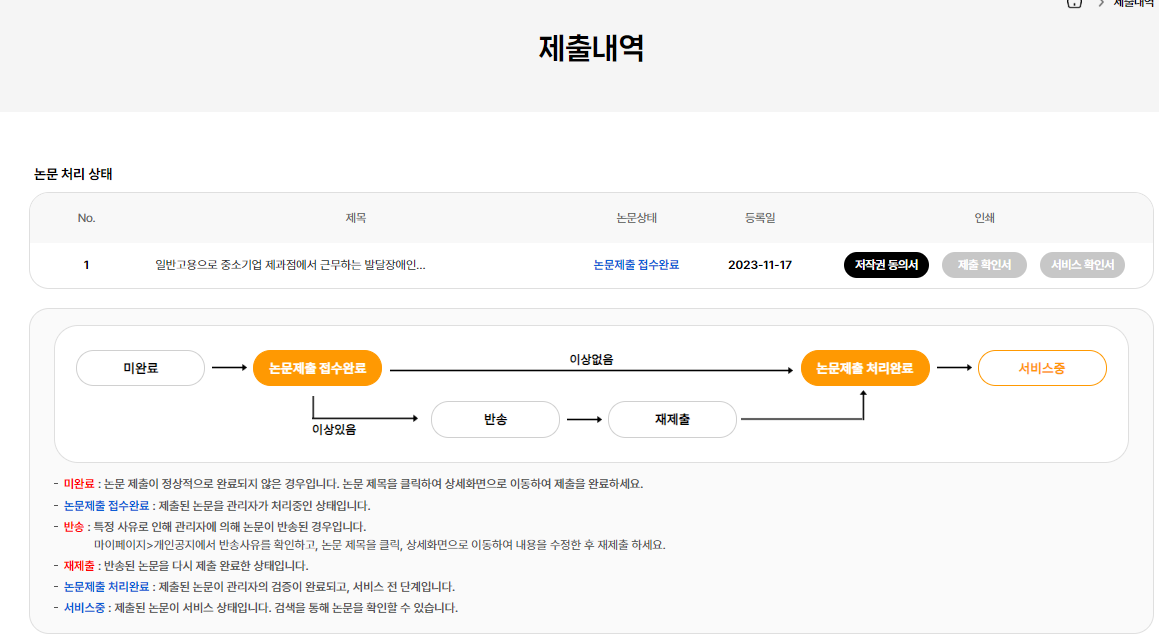 > 제출내역
제출내역
논문 처리 상태
No. 제목 논문상태 등록일 인쇄
1 일반고용으로 중소기업 제과점에서 근무하는 발달장애인... 논문제출 접수완료 2023-11-17 저작권 동의서 제출 확인서 서비스 확인서
이상없음
미완료 논문제출 접수완료 논문제출 처리완료 서비스중
반송 재제출
이상있음
- 미완료 : 논문 제출이 정상적으로 완료되지 않은 경우입니다. 논문 제목을 클릭하여 상세화면으로 이동하여 제출을 완료하세요.
- 논문제출 접수완료 : 제출된 논문을 관리자가 처리중인 상태입니다.
- 반송 : 특정 사유로 인해 관리자에 의해 논문이 반송된 경우입니다.
마이페이지>개인공지에서 반송사유를 확인하고, 논문 제목을 클릭, 상세화면으로 이동하여 내용을 수정한 후 재제출 하세요.
- 재제출 : 반송된 논문을 다시 제출 완료한 상태입니다.
- 논문제출 처리완료 : 제출된 논문이 관리자의 검증이 완료되고, 서비스 전 단계입니다.
- 서비스중 : 제출된 논문이 서비스 상태입니다. 검색을 통해 논문을 확인할 수 있습니다.